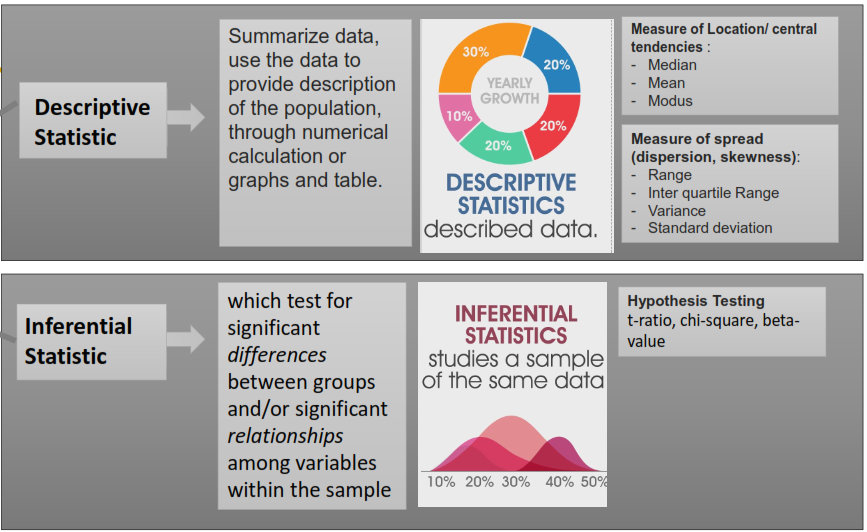 Descriptive
Statistic
Summarize data,
use the data to
provide description
of the population,
through numerical
calculation or
graphs and table.
30%
20%
YEARLY
GROWTH
10%
20%
20%
DESCRIPTIVE
STATISTICS
described data.
Measure of Location/ central
tendencies :
- Median
- Mean
- Modus
Measure of spread
(dispersion, skewness):
- Range
- Inter quartile Range
- Variance
- Standard deviation
Inferential
Statistic
which test for
significant
differences
between groups
and/or significant
relationships
among variables
within the sample
INFERENTIAL
STATISTICS
studies a sample
of the same data
10% 20% 30% 40% 50%
Hypothesis Testing
t-ratio, chi-square, beta-
value